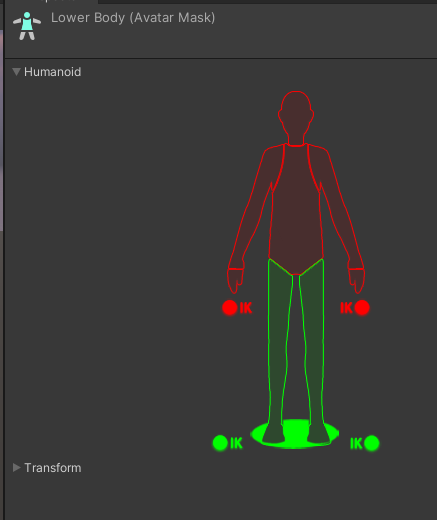 Lower Body (Avatar Mask)
Humanoid
IK IK
IK IK
Transform